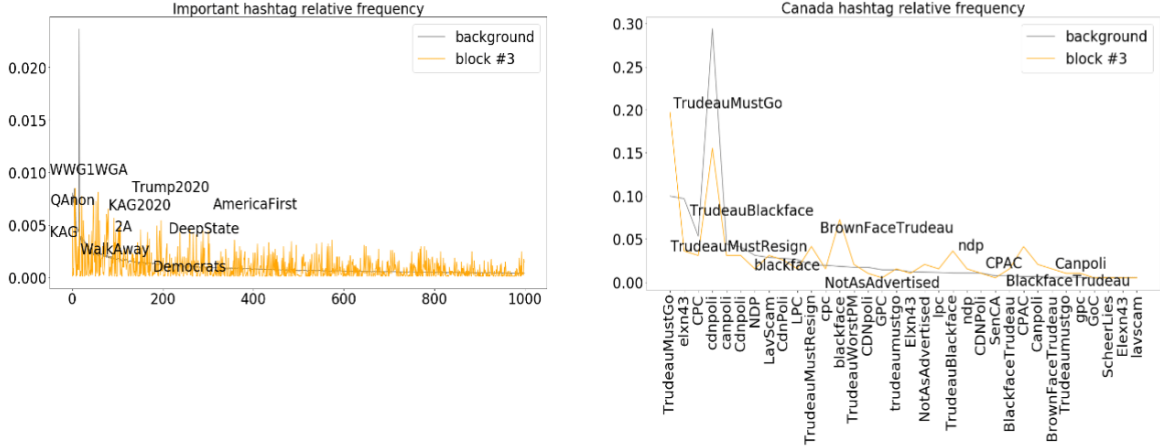 Important hashtag relative frequency
background
block #3
0.020
0.015
0.010
0.005
0.000
WWG1WGA
Trump2020
QAnon
KAG2020
AmericaFirst
KAG
2A
DeepState
WalkAway
Democrats
0
200
400
600
800
1000
Canada hashtag relative frequency
background
block #3
0.30
0.25
0.20
0.15
0.10
0.05
0.00
TrudeauMustGo
TrudeauBlackface
BrownFaceTrudeau
TrudeauMustResign
ndp
blackface
CPAC
Canpoli
NotAsAdvertised
BlackfaceTrudeau
TrudeauMustGo
elxn43
CPC
cdnpoli
canpoli
Cdnpoli
NDP
LavScam
CdnPoli
LPC
TrudeauMustResign
cpc
blackface
TrudeauWorstPM
CDNpoli
GPC
trudeaumustgo
Elxn43
NotAsAdvertised
lpc
TrudeauBlackface
ndp
CDNPoli
SenCA
BlackfaceTrudeau
CPAC
Canpoli
BrownFaceTrudeau
Trudeaumustgo
gpc
GoC
ScheerLies
Elexn43
lavscam